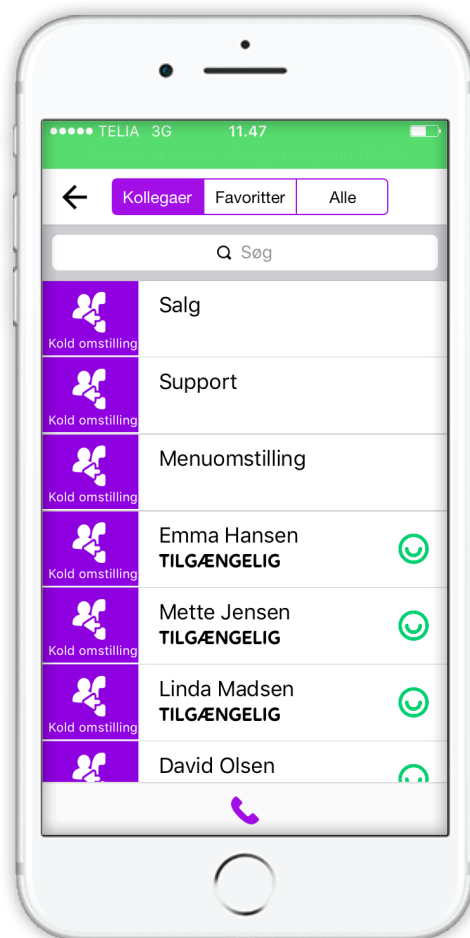 TELIA 3G 11.47
Kollegaer Favoritter Alle
Søg
Salg
Kold omstilling
Support
Kold omstilling
Menuomstilling
Kold omstilling
Emma Hansen
TILGÆNGELIG
Kold omstilling
Mette Jensen
TILGÆNGELIG
Kold omstilling
Linda Madsen
TILGÆNGELIG
Kold omstilling
David Olsen